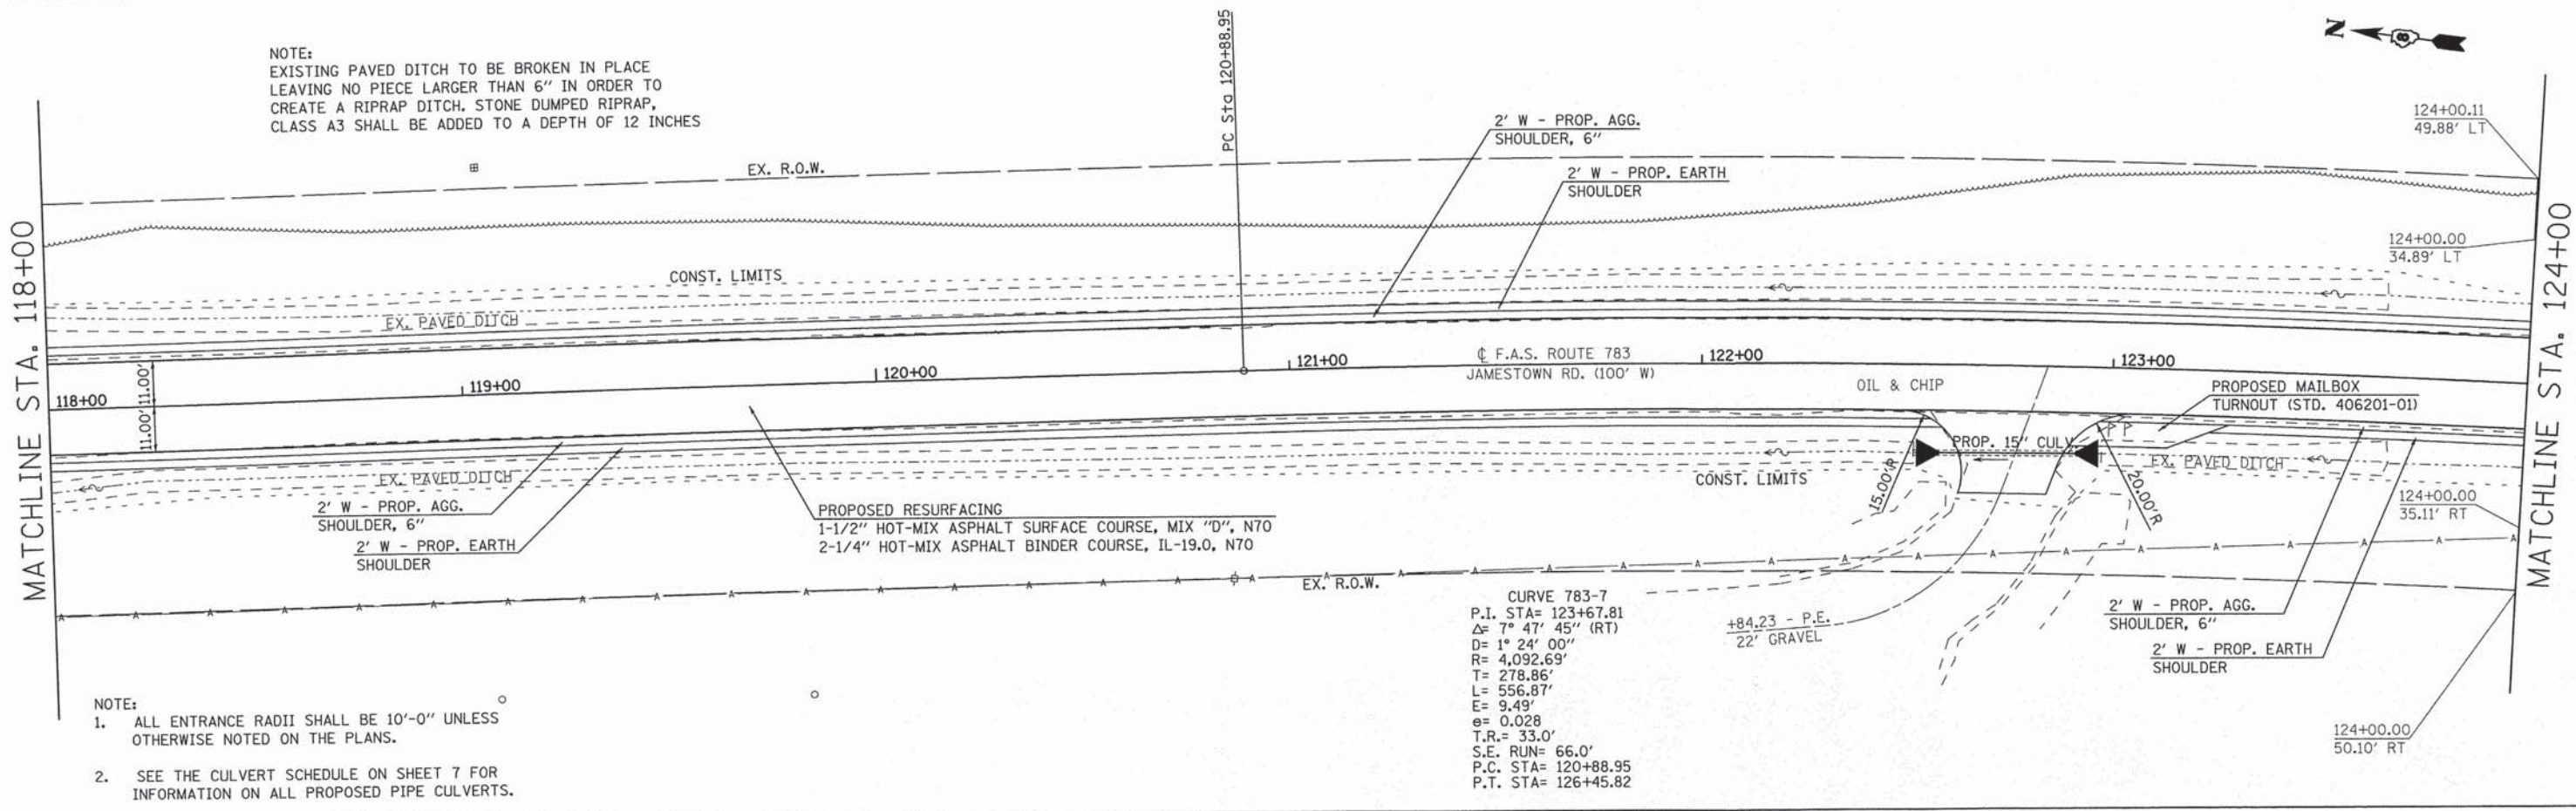 NOTE:
EXISTING PAVED DITCH TO BE BROKEN IN PLACE
LEAVING NO PIECE LARGER THAN 6" IN ORDER TO
CREATE A RIPRAP DITCH. STONE DUMPED RIPRAP,
CLASS A3 SHALL BE ADDED TO A DEPTH OF 12 INCHES
PC Sta 120+88.95
N
8
2' W - PROP. AGG.
SHOULDER, 6"
2' W - PROP. EARTH
SHOULDER
124+00.11
49.88' LT
124+00.00
34.89' LT
EX. R.O.W.
CONST. LIMITS
EX. PAVED DITCH
MATCHLINE STA. 118+00
MATCHLINE STA. 124+00
118+00
11.00'
11.00'
119+00
120+00
121+00
℄ F.A.S. ROUTE 783
JAMESTOWN RD. (100' W)
122+00
123+00
OIL & CHIP
PROPOSED MAILBOX
TURNOUT (STD. 406201-01)
PROP. 15" CULV.
P P
EX. PAVED DITCH
EX. PAVED DITCH
CONST. LIMITS
15.00'R
20.00'R
124+00.00
35.11' RT
2' W - PROP. AGG.
SHOULDER, 6"
2' W - PROP. EARTH
SHOULDER
PROPOSED RESURFACING
1-1/2" HOT-MIX ASPHALT SURFACE COURSE, MIX "D", N70
2-1/4" HOT-MIX ASPHALT BINDER COURSE, IL-19.0, N70
A A A A A A A A A A A A A A A A A A A A A A A A A A A A A A A A A
EX. R.O.W.
CURVE 783-7
P.I. STA= 123+67.81
Δ= 7° 47' 45" (RT)
D= 1° 24' 00"
R= 4,092.69'
T= 278.86'
L= 556.87'
E= 9.49'
e= 0.028
T.R.= 33.0'
S.E. RUN= 66.0'
P.C. STA= 120+88.95
P.T. STA= 126+45.82
+84.23 - P.E.
22' GRAVEL
2' W - PROP. AGG.
SHOULDER, 6"
2' W - PROP. EARTH
SHOULDER
124+00.00
50.10' RT
NOTE:
1. ALL ENTRANCE RADII SHALL BE 10'-0" UNLESS
OTHERWISE NOTED ON THE PLANS.
2. SEE THE CULVERT SCHEDULE ON SHEET 7 FOR
INFORMATION ON ALL PROPOSED PIPE CULVERTS.